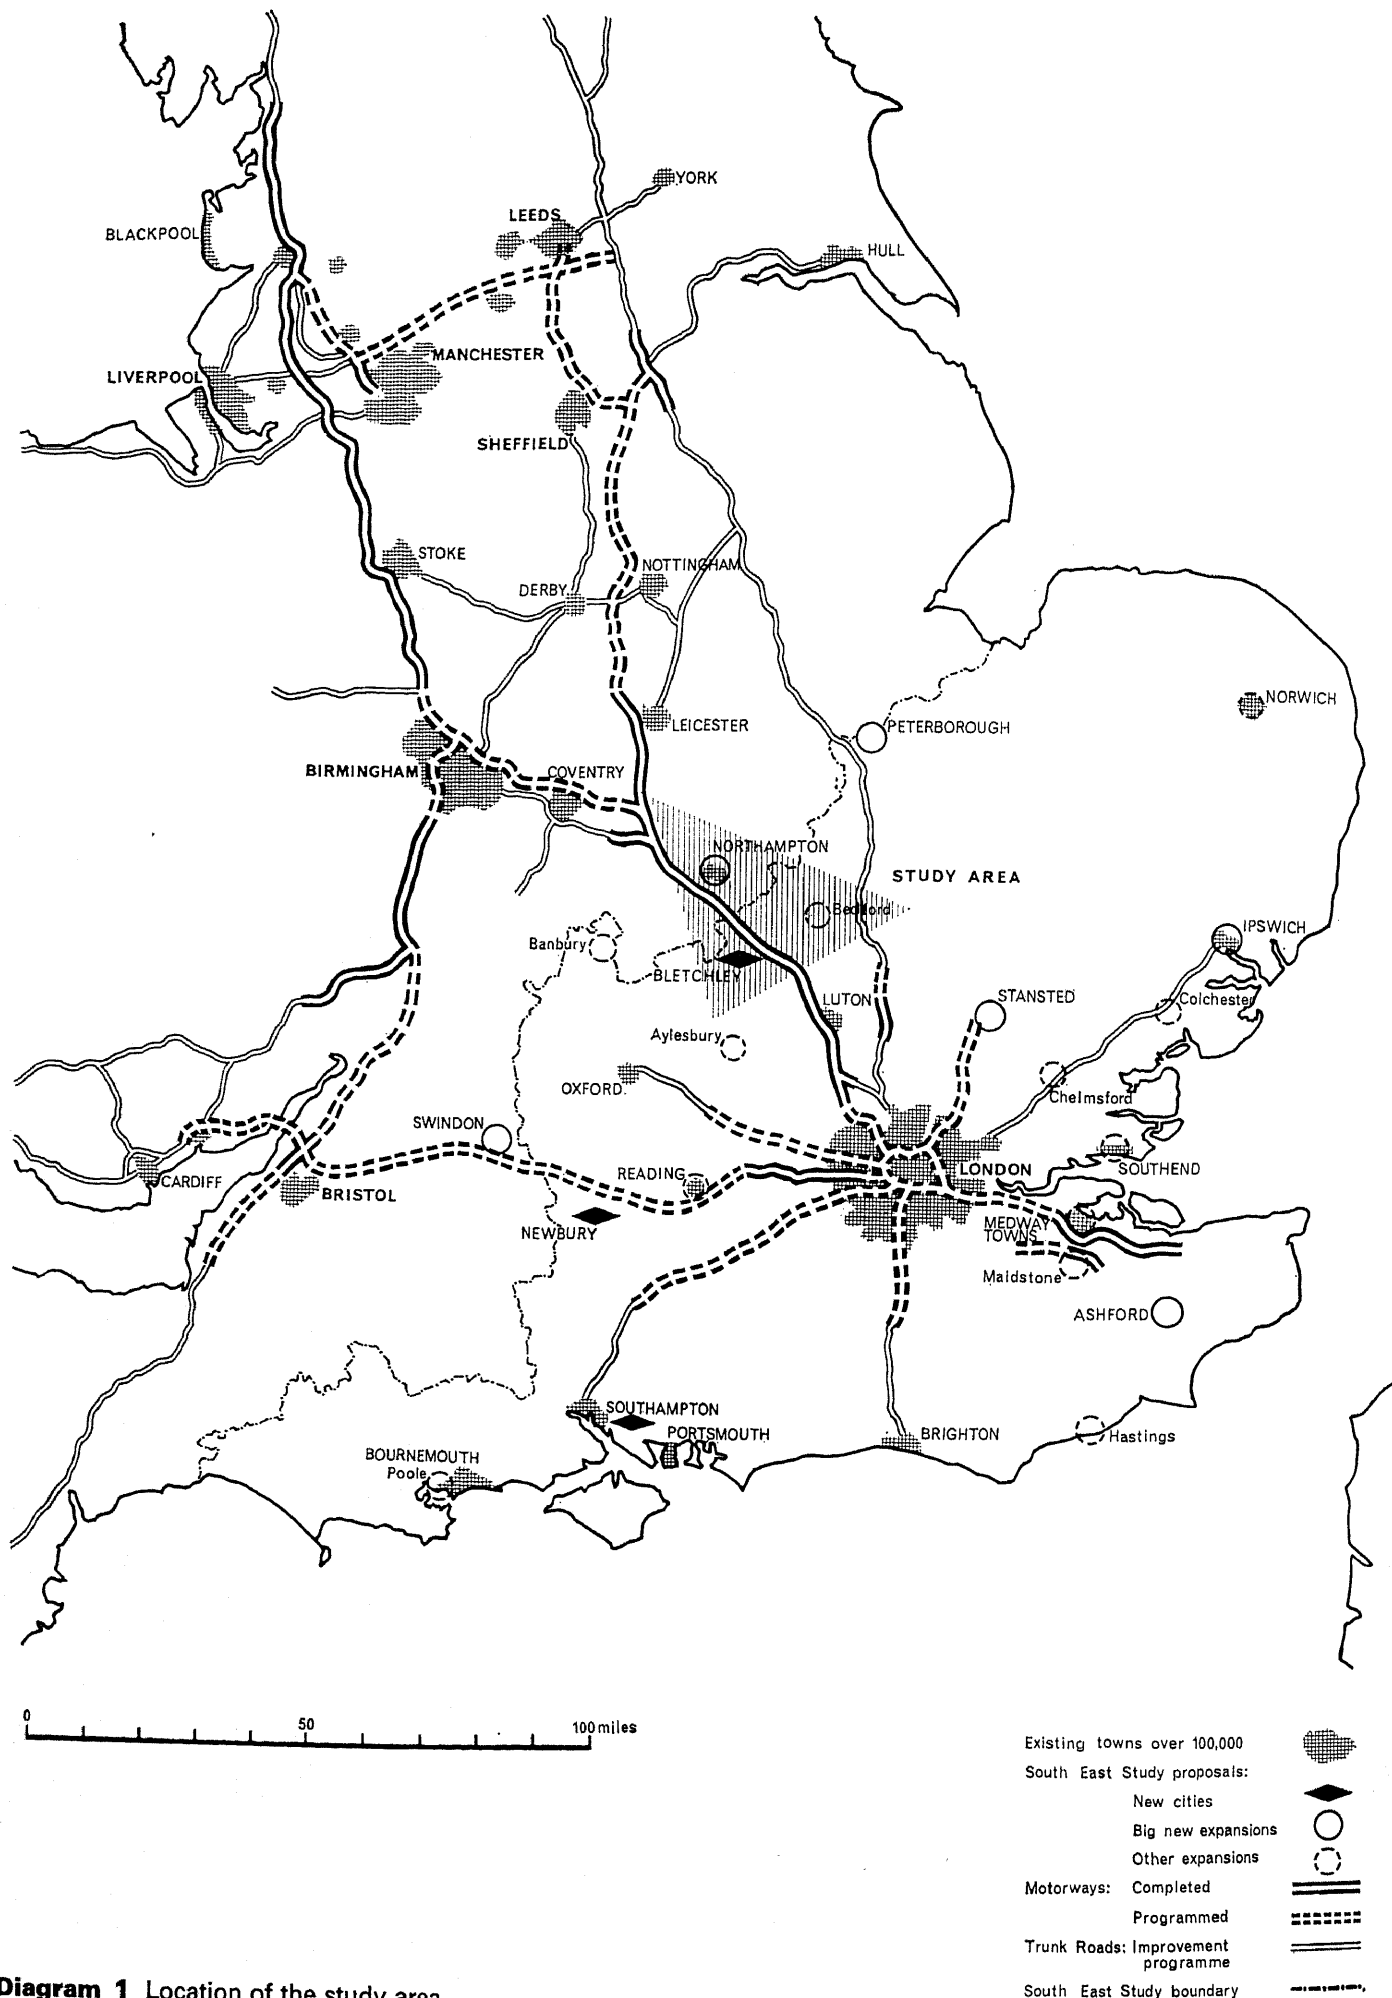 YORK
LEEDS
BLACKPOOL
HULL
MANCHESTER
LIVERPOOL
SHEFFIELD
STOKE
NOTTINGHAM
DERBY
NORWICH
LEICESTER
PETERBOROUGH
BIRMINGHAM
COVENTRY
NORTHAMPTON
STUDY AREA
Bedford
IPSWICH
Banbury
BLETCHLEY
LUTON
STANSTED
Colchester
Aylesbury
OXFORD
Chelmsford
SWINDON
READING
LONDON
SOUTHEND
CARDIFF
BRISTOL
NEWBURY
MEDWAY
TOWNS
Maidstone
ASHFORD
SOUTHAMPTON
PORTSMOUTH
BRIGHTON
Hastings
BOURNEMOUTH
Poole
0 50 100 miles
Existing towns over 100,000
South East Study proposals:
New cities
Big new expansions
Other expansions
Motorways: Completed
Programmed
Trunk Roads: Improvement
programme
South East Study boundary
Diagram 1 Location of the study area